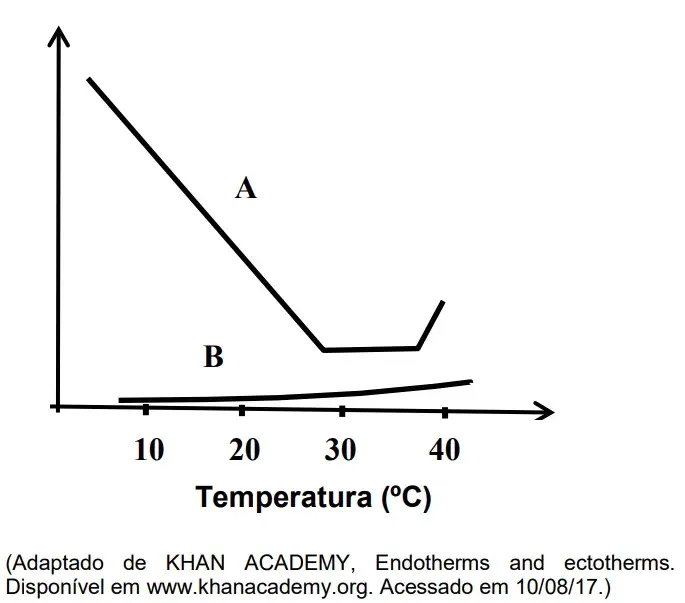 A
B
10 20 30 40
Temperatura (ºC)
(Adaptado de KHAN ACADEMY, Endotherms and ectotherms.
Disponível em www.khanacademy.org. Acessado em 10/08/17.)